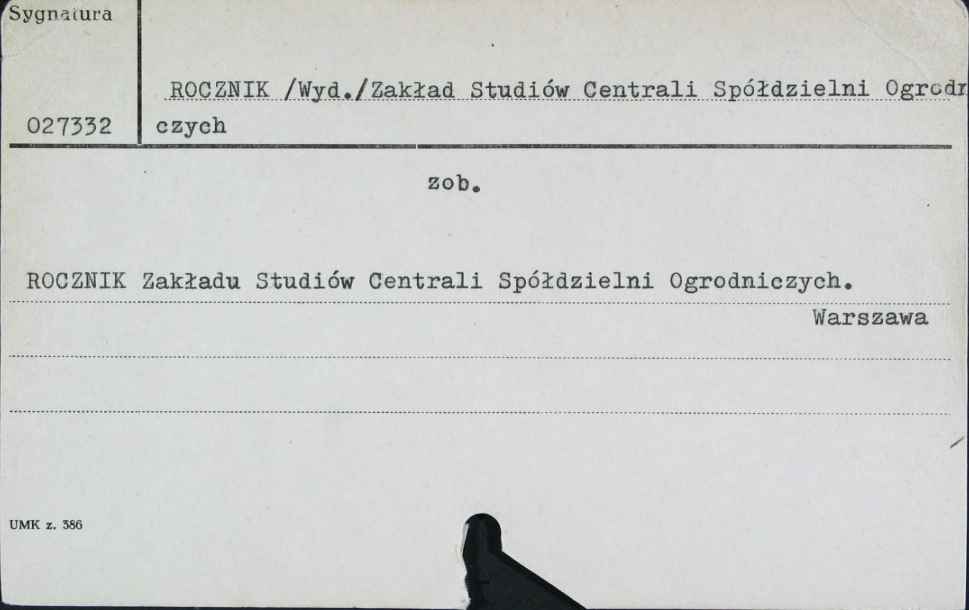 Sygnatura
ROCZNIK /Wyd./Zakład Studiów Centrali Spółdzielni Ogrodn
027332 czych
zob.
ROCZNIK Zakładu Studiów Centrali Spółdzielni Ogrodniczych.
Warszawa
UMK z. 386